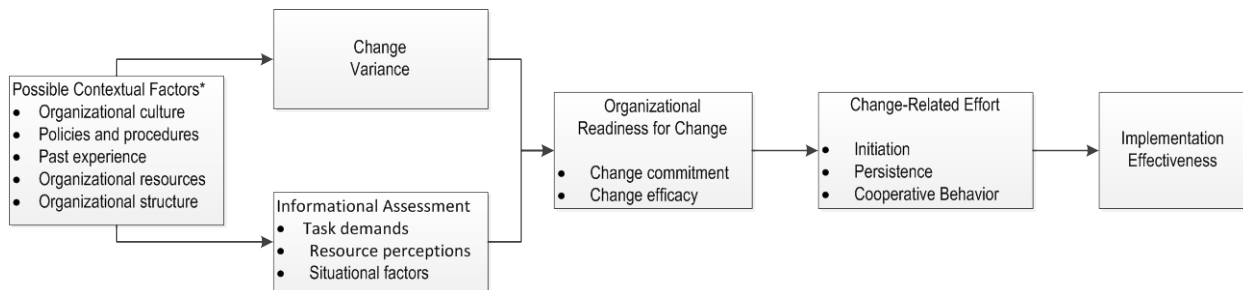 Possible Contextual Factors*
• Organizational culture
• Policies and procedures
• Past experience
• Organizational resources
• Organizational structure
Change
Variance
Informational Assessment
• Task demands
• Resource perceptions
• Situational factors
Organizational
Readiness for Change
• Change commitment
• Change efficacy
Change-Related Effort
• Initiation
• Persistence
• Cooperative Behavior
Implementation
Effectiveness